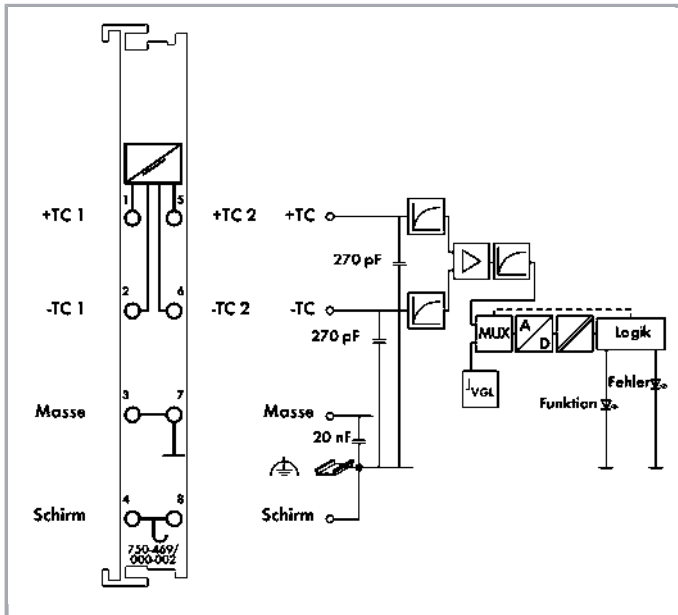 1 5
+TC 1 +TC 2 +TC
270 pF
2 6
-TC 1 -TC 2 -TC
270 pF
MUX A D Logik
VGL
Fehler
Funktion
3 7
Masse Masse
20 nF
4 8
Schirm Schirm
750-469/
000-002